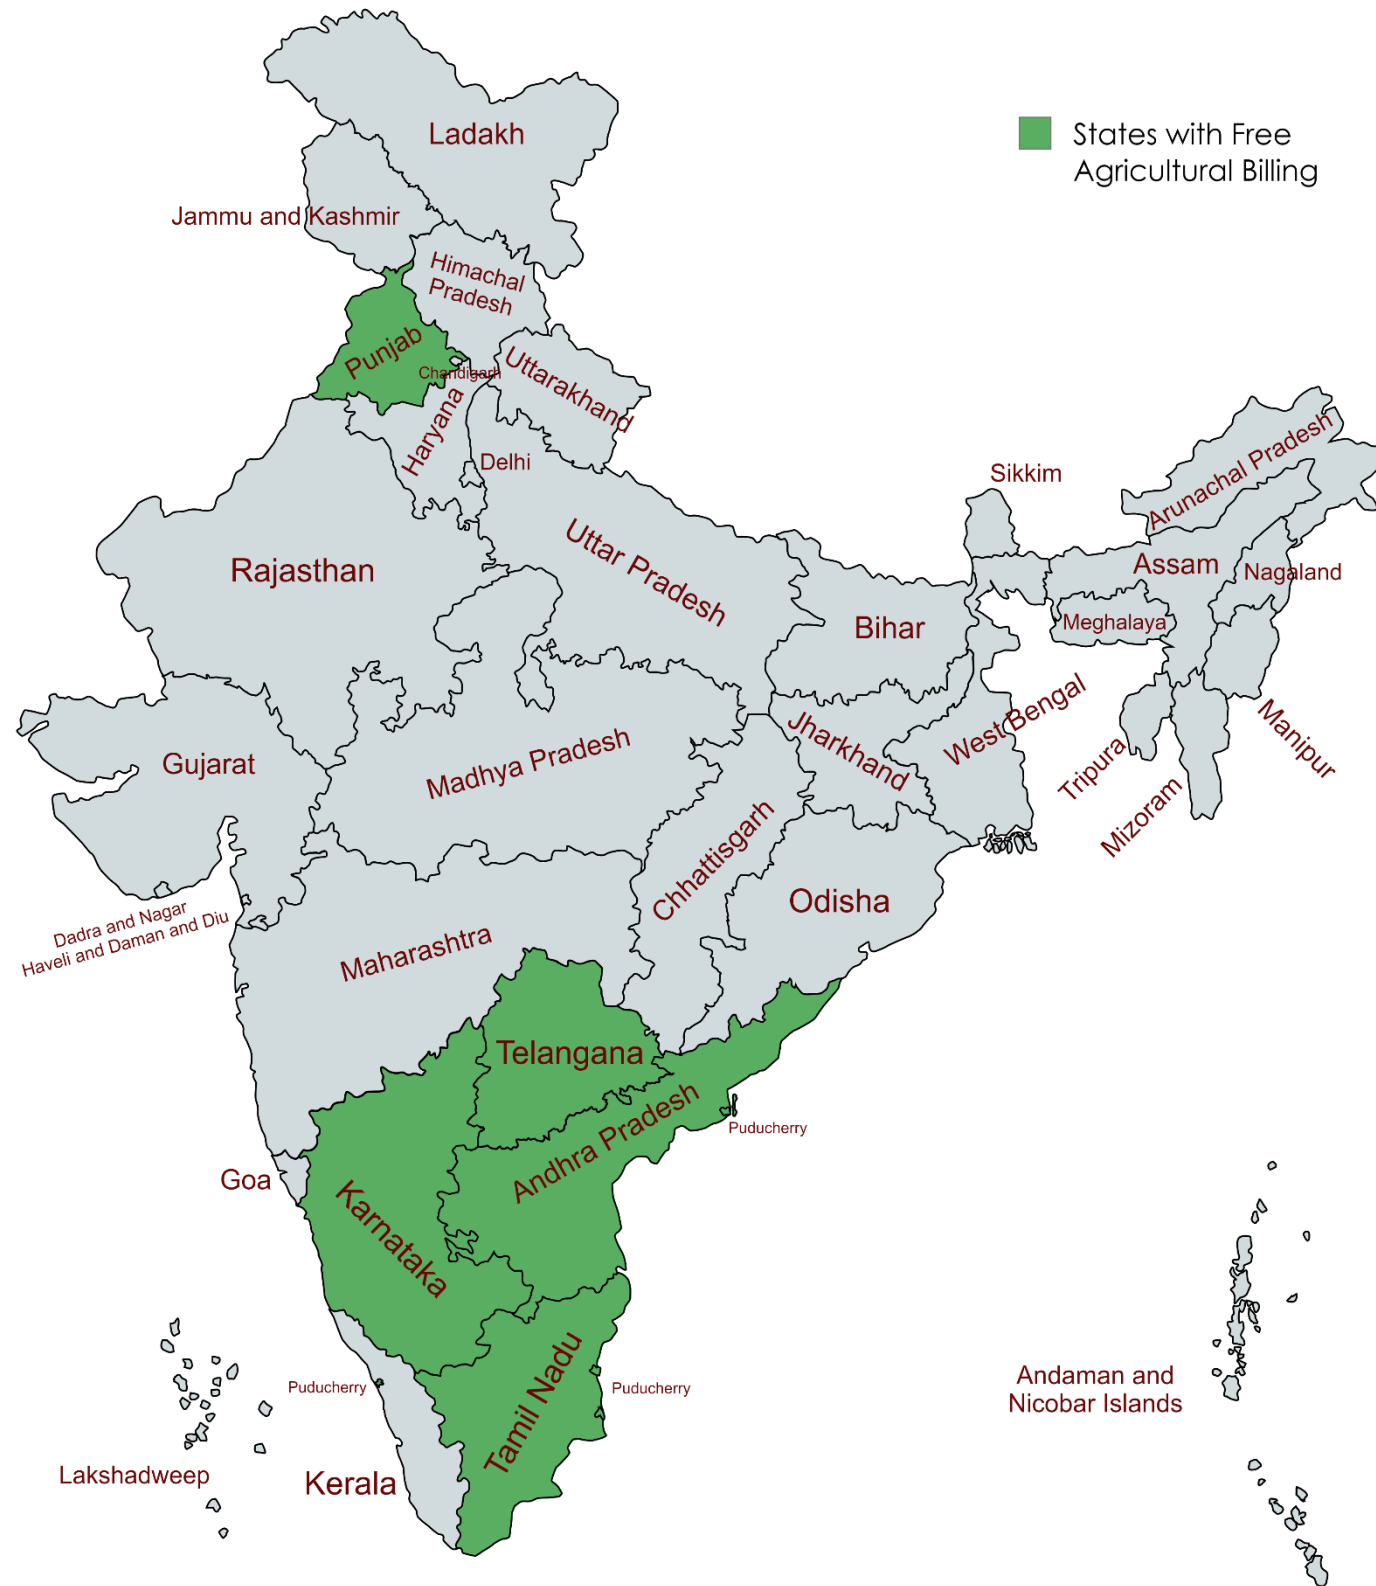 Ladakh
States with Free
Agricultural Billing
Jammu and Kashmir
Himachal
Pradesh
Punjab
Chandigarh
Uttarakhand
Haryana
Delhi
Sikkim
Arunachal Pradesh
Rajasthan
Uttar Pradesh
Assam
Nagaland
Bihar
Meghalaya
Gujarat
Madhya Pradesh
Jharkhand
West Bengal
Tripura
Manipur
Mizoram
Chhattisgarh
Odisha
Dadra and Nagar
Haveli and Daman and Diu
Maharashtra
Telangana
Andhra Pradesh
Puducherry
Goa
Karnataka
Puducherry
Tamil Nadu
Puducherry
Andaman and
Nicobar Islands
Lakshadweep
Kerala